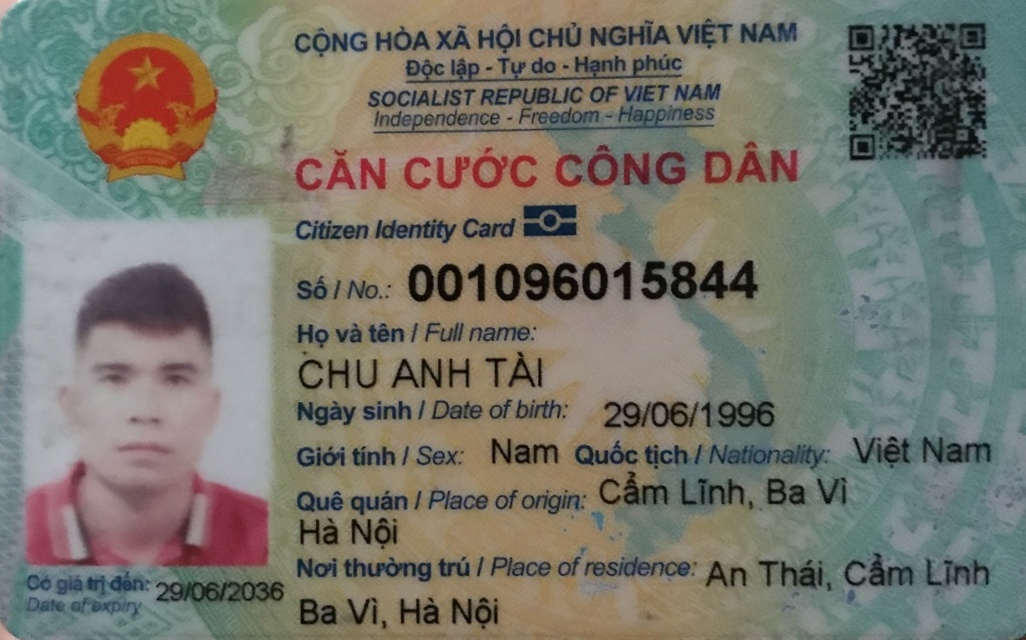 CỘNG HÒA XÃ HỘI CHỦ NGHĨA VIỆT NAM
Độc lập - Tự do - Hạnh phúc
SOCIALIST REPUBLIC OF VIET NAM
Independence - Freedom - Happiness
CĂN CƯỚC CÔNG DÂN
Citizen Identity Card
Số / No.: 001096015844
Họ và tên / Full name:
CHU ANH TÀI
Ngày sinh / Date of birth: 29/06/1996
Giới tính / Sex: Nam Quốc tịch / Nationality: Việt Nam
Quê quán / Place of origin: Cẩm Lĩnh, Ba Vì
Hà Nội
Nơi thường trú / Place of residence: An Thái, Cẩm Lĩnh
Ba Vì, Hà Nội
Có giá trị đến: 29/06/2036
Date of expiry